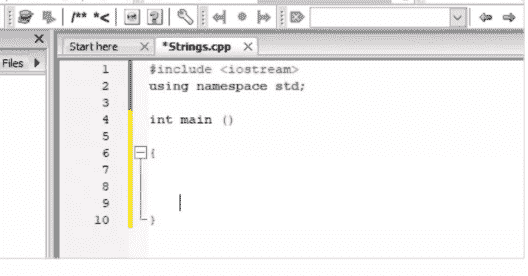 /** *<
Files
Start here *Strings.cpp
1 #include <iostream>
2 using namespace std;
3
4 int main ()
5
6 {
7
8
9
10 }